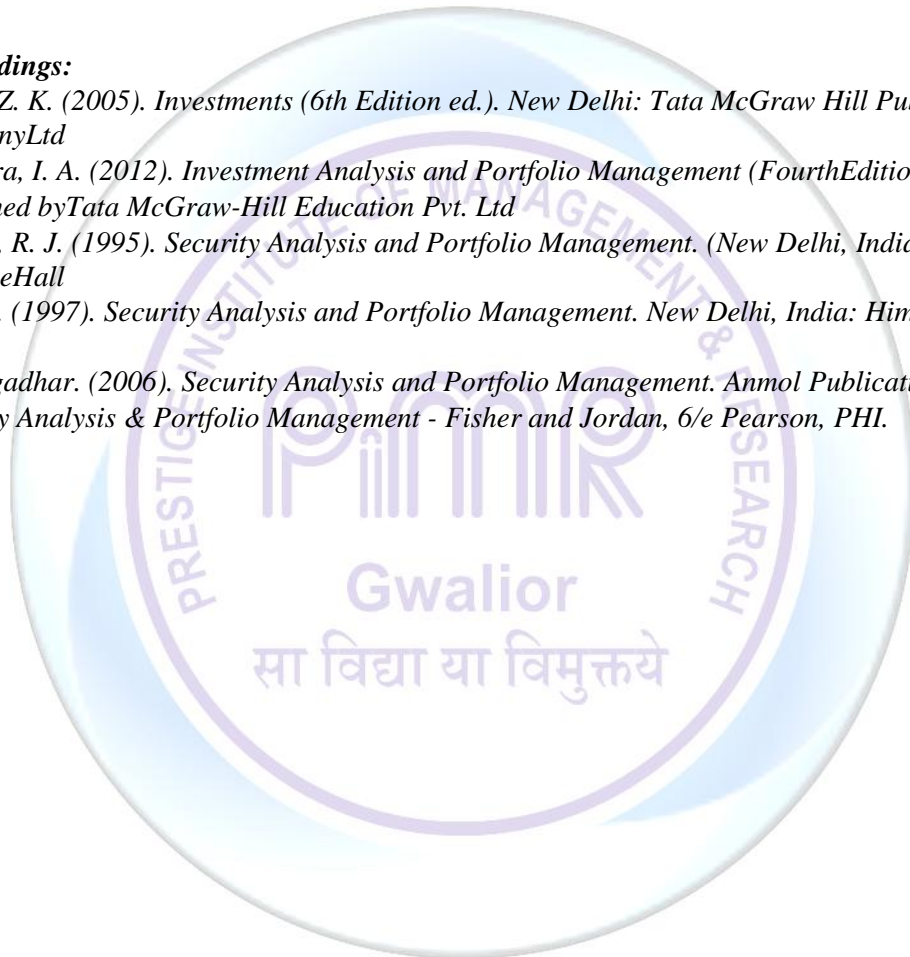 dings:
Z. K. (2005). Investments (6th Edition ed.). New Delhi: Tata McGraw Hill Pu
nyLtd
ra, I. A. (2012). Investment Analysis and Portfolio Management (FourthEditio
ned byTata McGraw-Hill Education Pvt. Ltd
, R. J. (1995). Security Analysis and Portfolio Management. (New Delhi, India
eHall
. (1997). Security Analysis and Portfolio Management. New Delhi, India: Him
gadhar. (2006). Security Analysis and Portfolio Management. Anmol Publicati
y Analysis & Portfolio Management - Fisher and Jordan, 6/e Pearson, PHI.
PRESTIGE INSTITUTE OF MANAGEMENT & RESEARCH
PiMR
Gwalior
सा विद्या या विमुक्तये